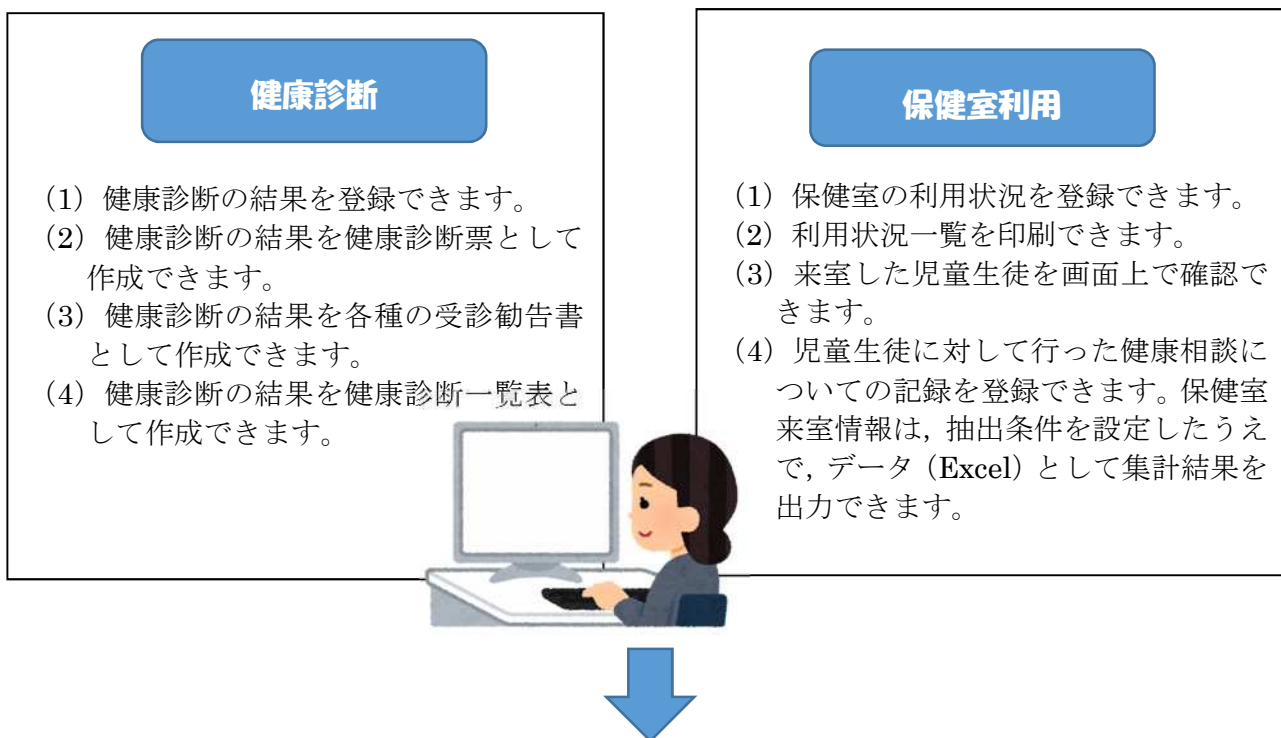 健康診断
(1) 健康診断の結果を登録できます。
(2) 健康診断の結果を健康診断票として
作成できます。
(3) 健康診断の結果を各種の受診勧告書
として作成できます。
(4) 健康診断の結果を健康診断一覧表と
して作成できます。
保健室利用
(1) 保健室の利用状況を登録できます。
(2) 利用状況一覧を印刷できます。
(3) 来室した児童生徒を画面上で確認で
きます。
(4) 児童生徒に対して行った健康相談に
ついての記録を登録できます。保健室
来室情報は,抽出条件を設定したうえ
で,データ(Excel)として集計結果を
出力できます。